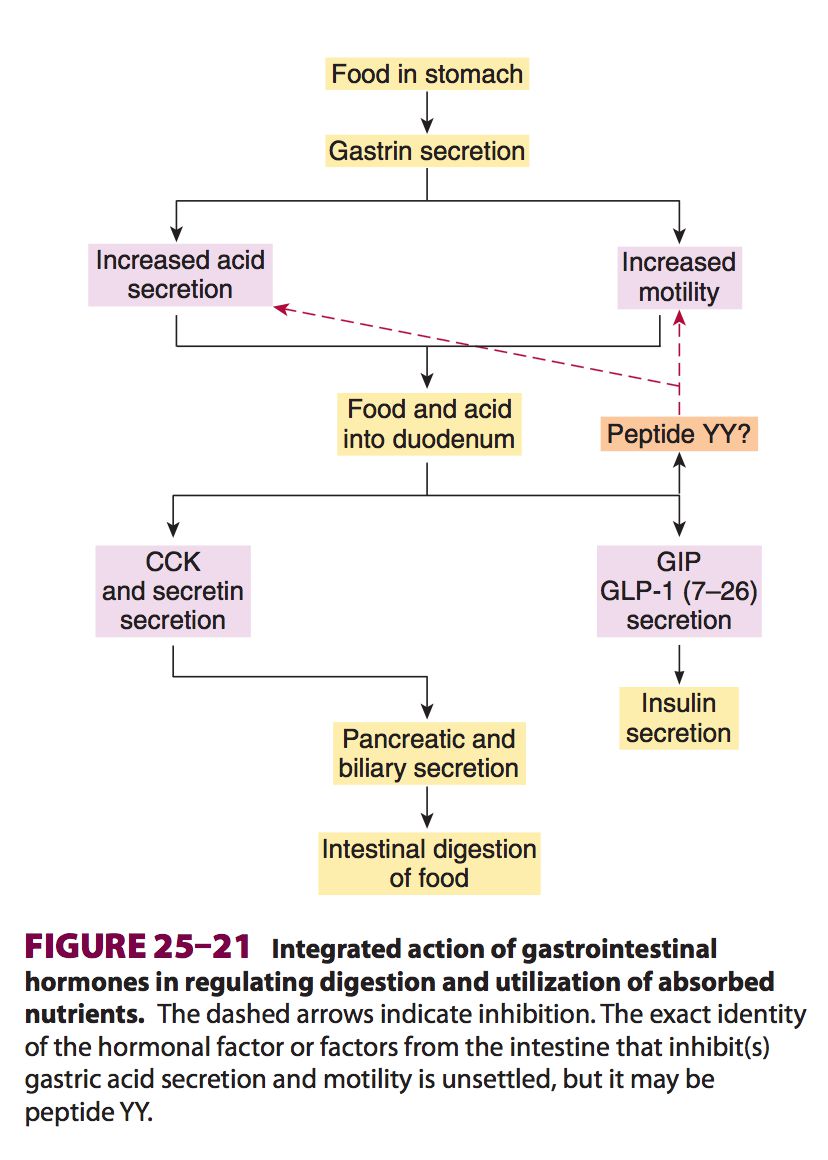 Food in stomach
Gastrin secretion
Increased acid
secretion
Increased
motility
Food and acid
into duodenum
Peptide YY?
CCK
and secretin
secretion
GIP
GLP-1 (7–26)
secretion
Insulin
secretion
Pancreatic and
biliary secretion
Intestinal digestion
of food
FIGURE 25–21 Integrated action of gastrointestinal
hormones in regulating digestion and utilization of absorbed
nutrients. The dashed arrows indicate inhibition. The exact identity
of the hormonal factor or factors from the intestine that inhibit(s)
gastric acid secretion and motility is unsettled, but it may be
peptide YY.